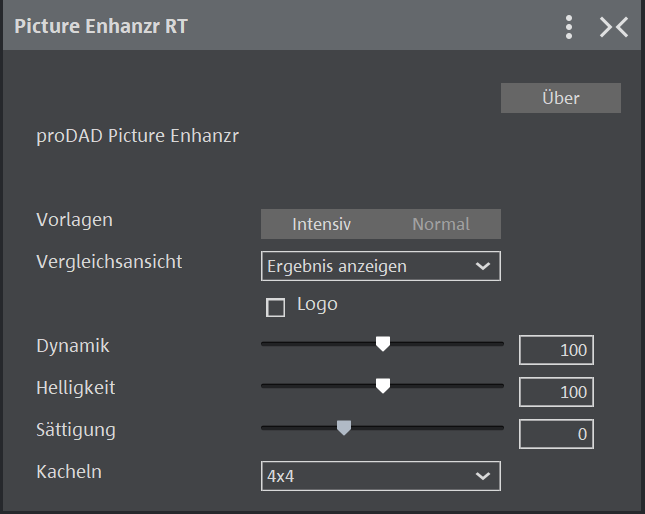 Picture Enhanzr RT
Über
proDAD Picture Enhanzr
Vorlagen Intensiv Normal
Vergleichsansicht Ergebnis anzeigen
Logo
Dynamik 100
Helligkeit 100
Sättigung 0
Kacheln 4x4